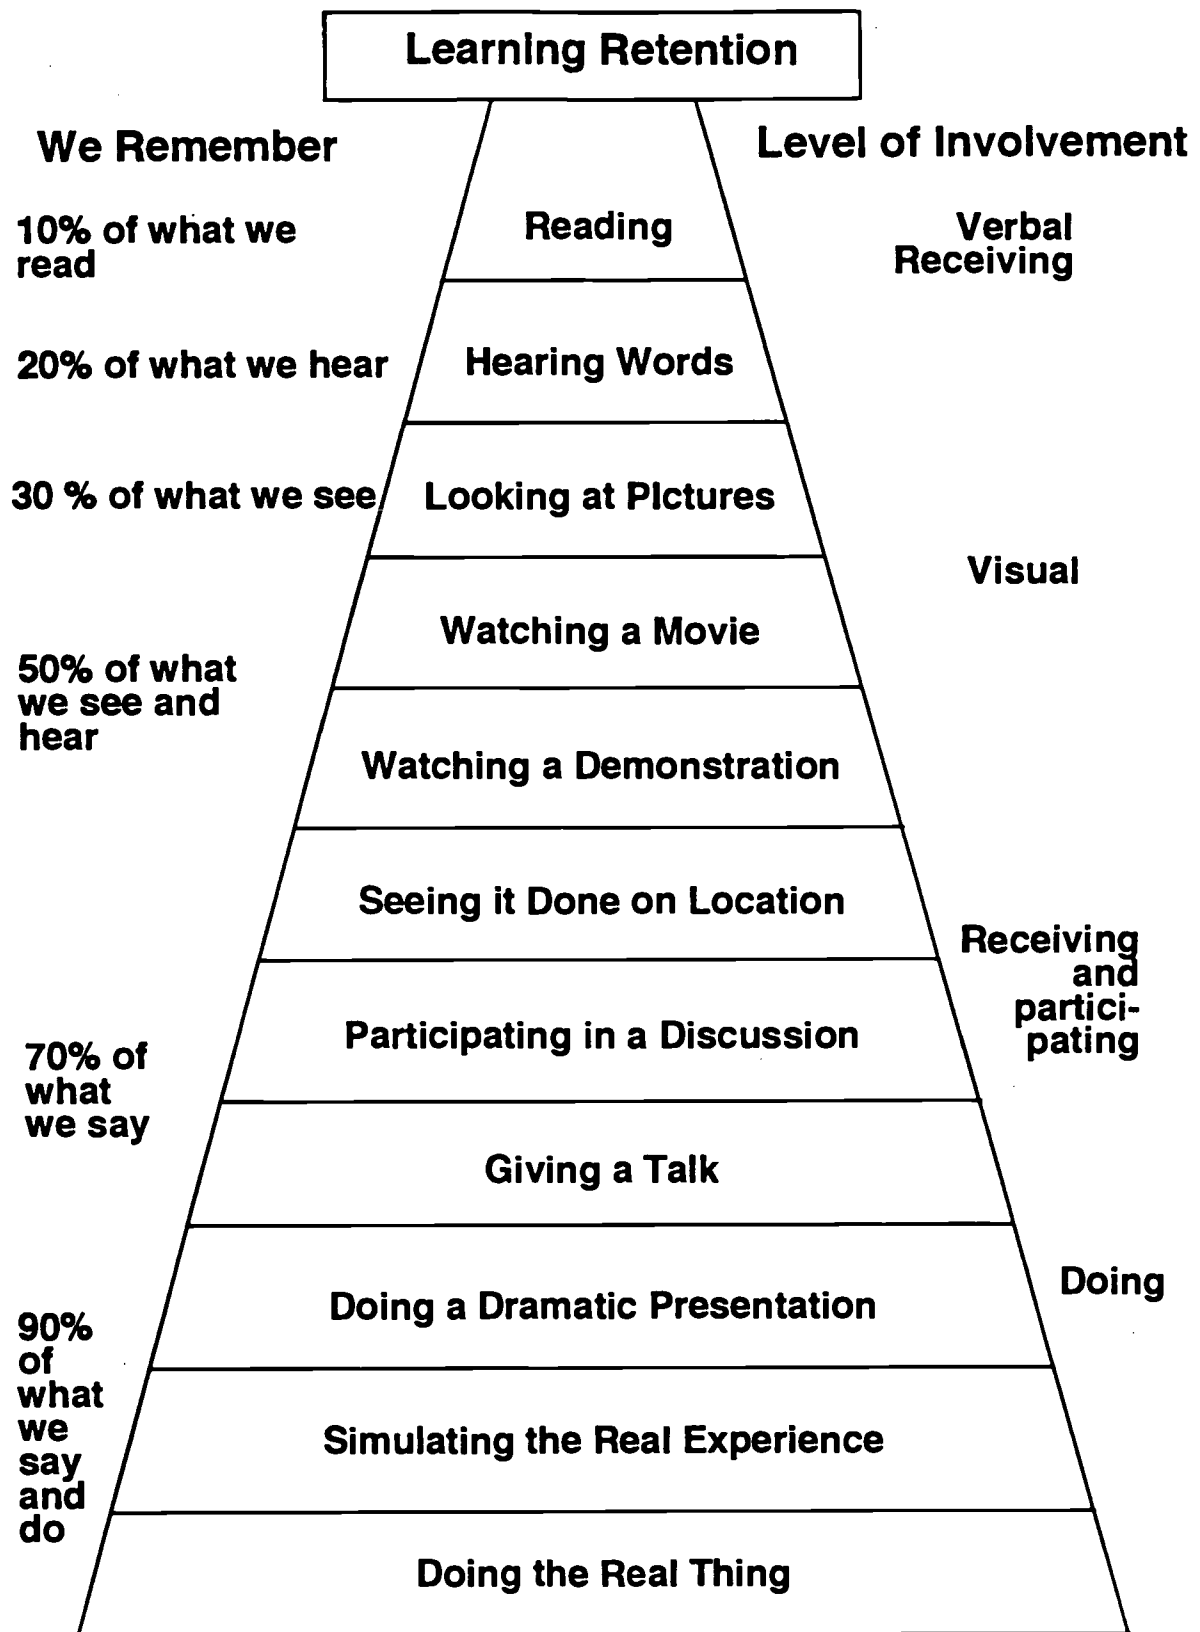 Learning Retention
We Remember
Level of Involvement
10% of what we
read
Reading
Verbal
Receiving
20% of what we hear
Hearing Words
30 % of what we see
Looking at Pictures
Visual
Watching a Movie
50% of what
we see and
hear
Watching a Demonstration
Seeing it Done on Location
Receiving
and
partici-
pating
Participating in a Discussion
70% of
what
we say
Giving a Talk
Doing
Doing a Dramatic Presentation
90%
of
what
we
say
and
do
Simulating the Real Experience
Doing the Real Thing